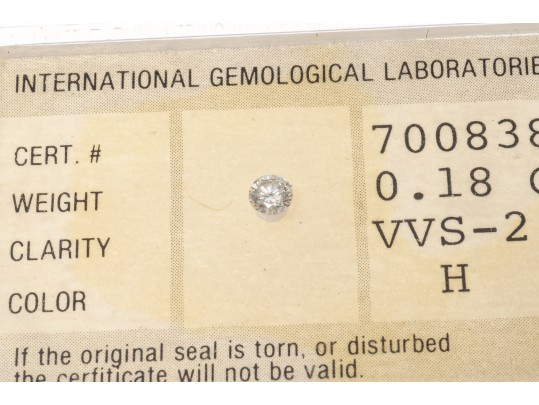 INTERNATIONAL GEMOLOGICAL LABORATORIE
CERT. # 700838
WEIGHT 0.18 C
CLARITY VVS-2
COLOR H
If the original seal is torn, or disturbed
the cerfiticate will not be valid.